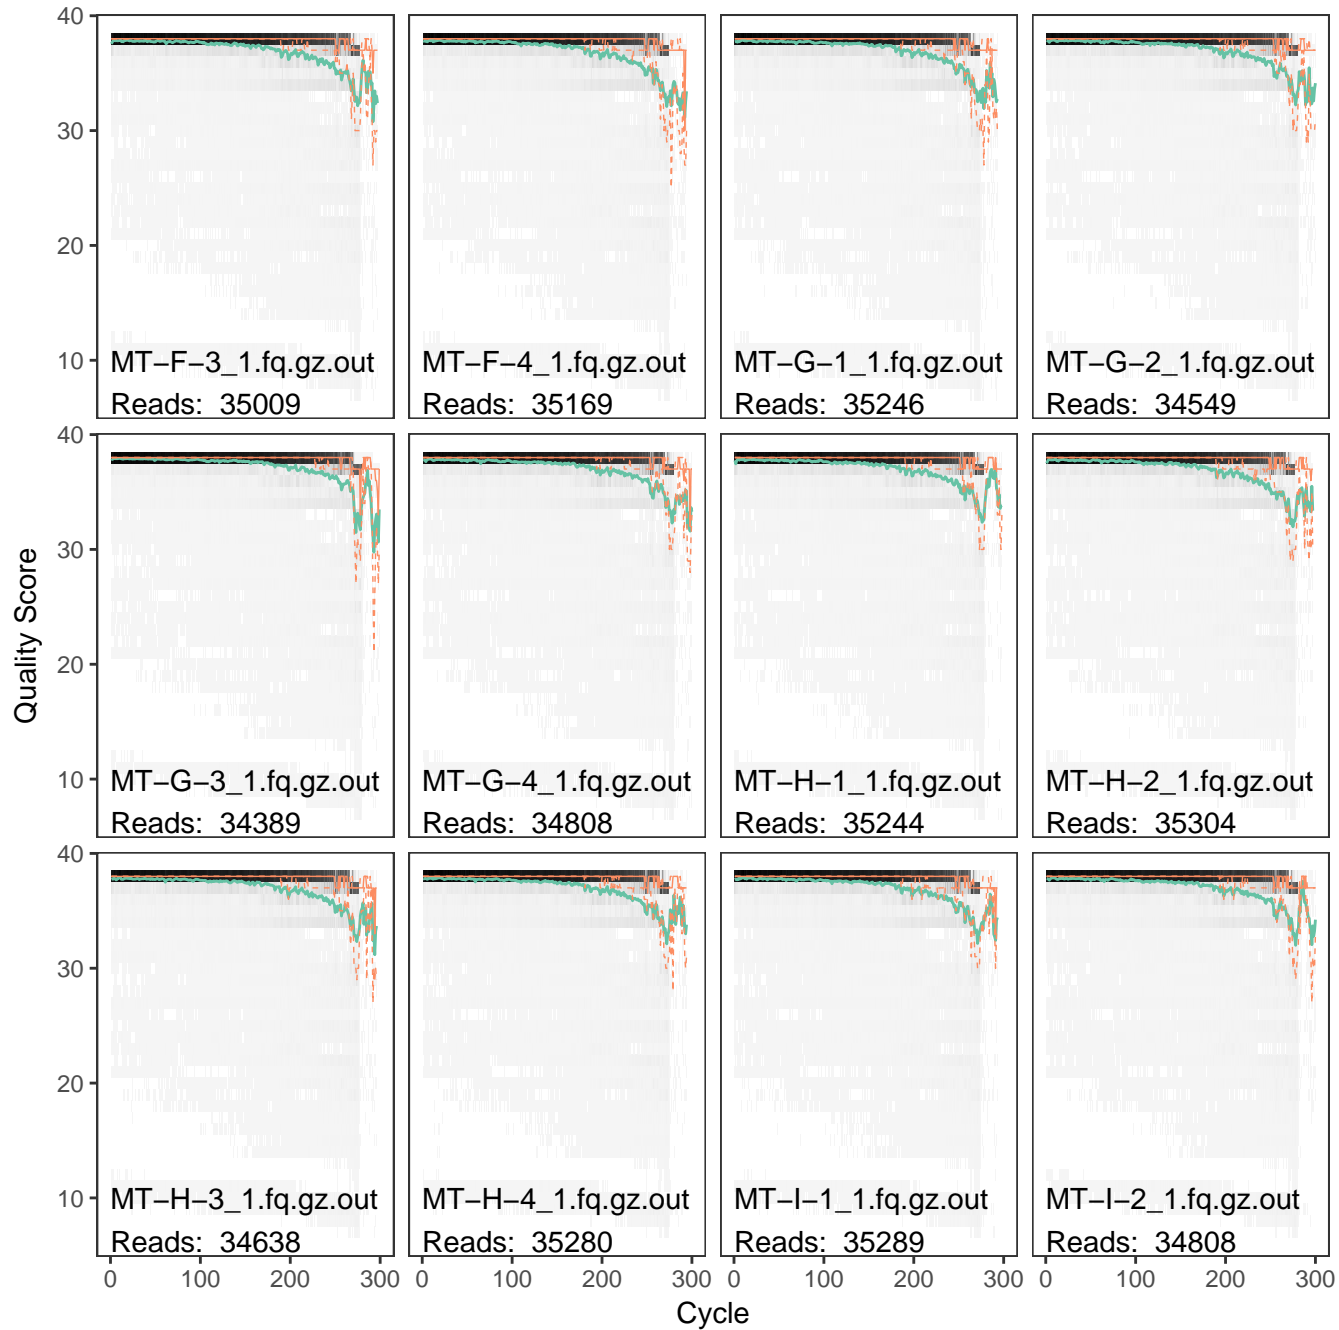 40
30
20
10
MT−F−3_1.fq.gz.out
Reads: 35009
MT−F−4_1.fq.gz.out
Reads: 35169
MT−G−1_1.fq.gz.out
Reads: 35246
MT−G−2_1.fq.gz.out
Reads: 34549
Quality Score
40
30
20
10
MT−G−3_1.fq.gz.out
Reads: 34389
MT−G−4_1.fq.gz.out
Reads: 34808
MT−H−1_1.fq.gz.out
Reads: 35244
MT−H−2_1.fq.gz.out
Reads: 35304
40
30
20
10
MT−H−3_1.fq.gz.out
Reads: 34638
MT−H−4_1.fq.gz.out
Reads: 35280
MT−I−1_1.fq.gz.out
Reads: 35289
MT−I−2_1.fq.gz.out
Reads: 34808
0 100 200 300
0 100 200 300
0 100 200 300
0 100 200 300
Cycle